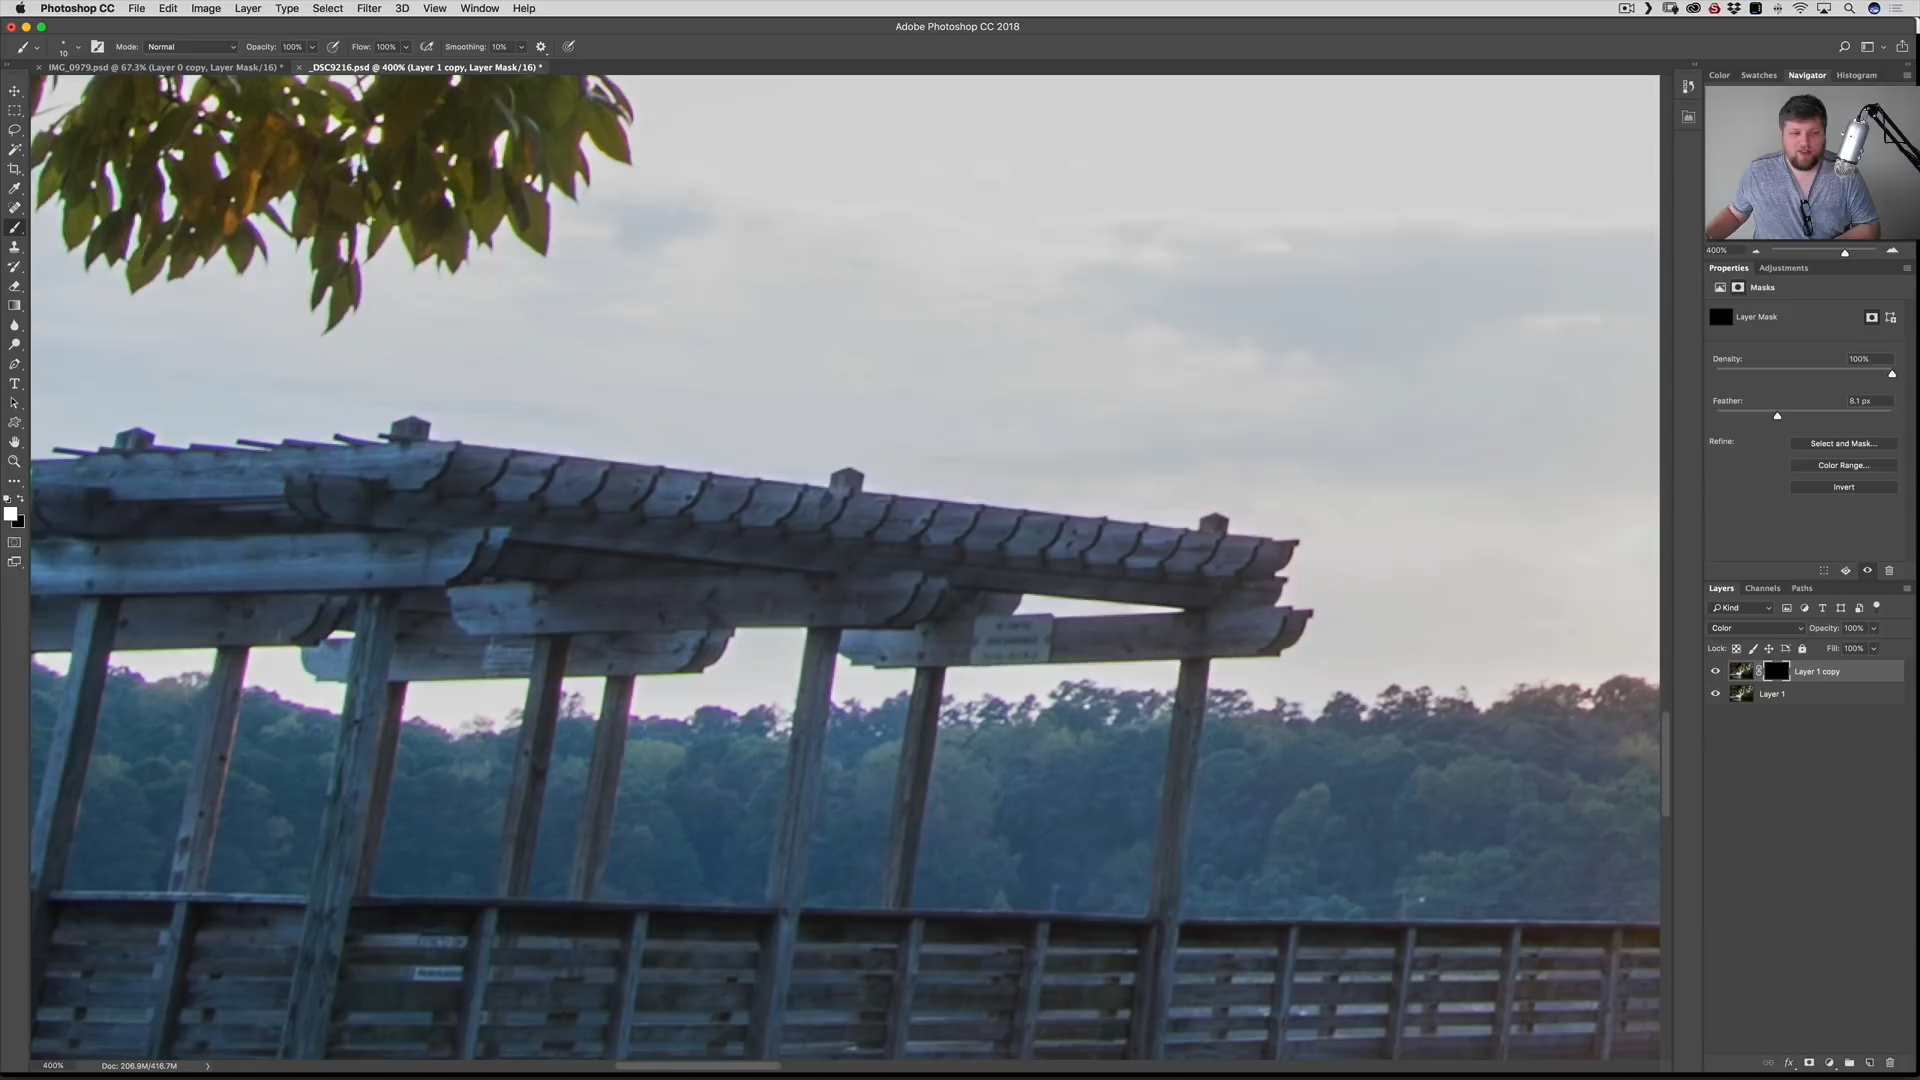 Photoshop CC File Edit Image Layer Type Select Filter 3D View Window Help
Adobe Photoshop CC 2018
10 Mode: Normal Opacity: 100% Flow: 100% Smoothing: 10%
IMG_0979.psd @ 67.3% (Layer 0 copy, Layer Mask/16) * _DSC9216.psd @ 400% (Layer 1 copy, Layer Mask/16) *
Color Swatches Navigator Histogram
400%
Properties Adjustments
Masks
Layer Mask
Density: 100%
Feather: 8.1 px
Refine: Select and Mask...
Color Range...
Invert
Layers Channels Paths
Kind
Color Opacity: 100%
Lock: Fill: 100%
Layer 1 copy
Layer 1
fx
400% Doc: 206.9M/416.7M